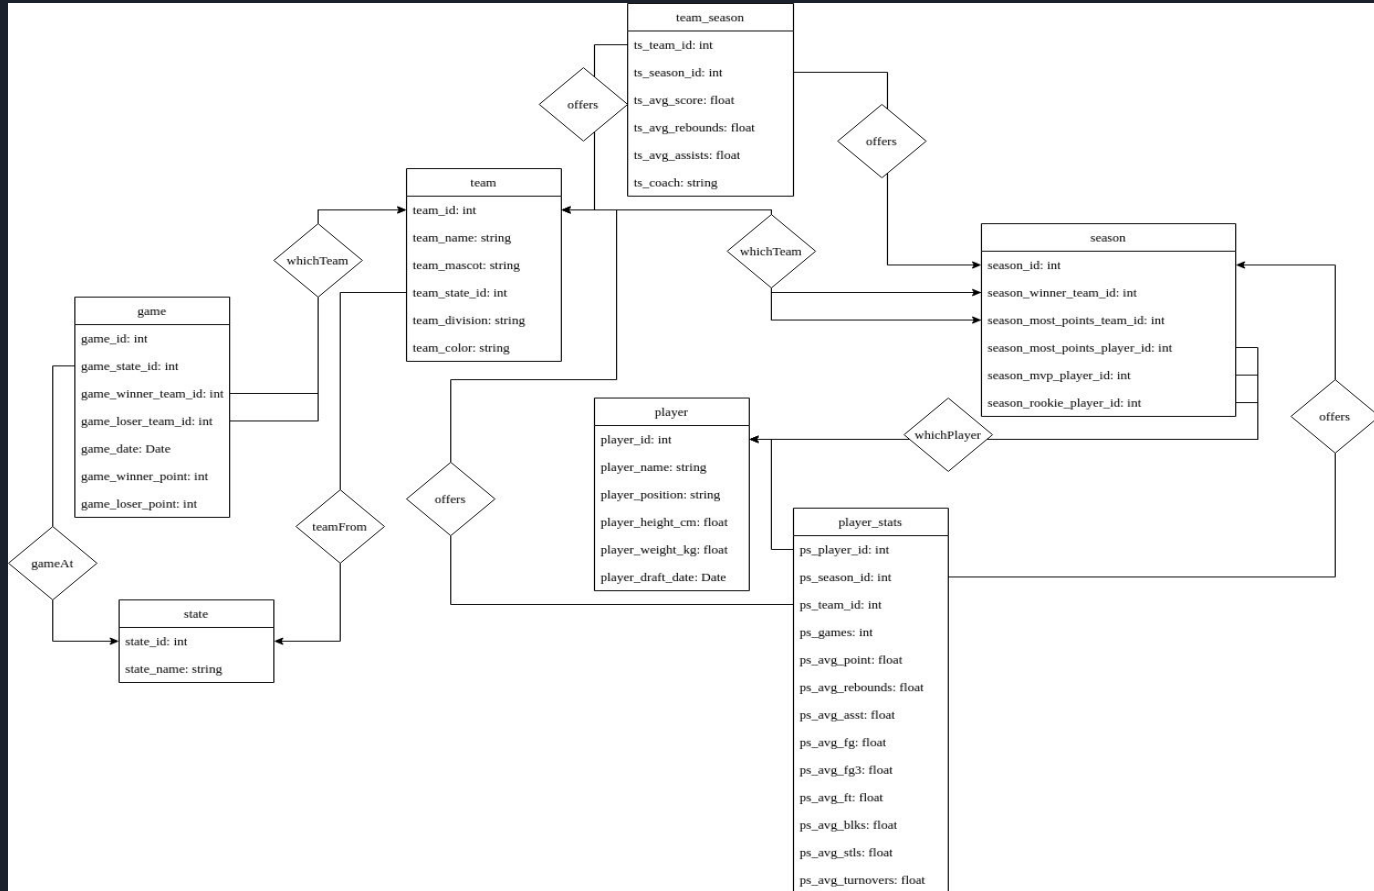 team_season
ts_team_id: int
ts_season_id: int
ts_avg_score: float
ts_avg_rebounds: float
ts_avg_assists: float
ts_coach: string
offers
offers
team
team_id: int
team_name: string
team_mascot: string
team_state_id: int
team_division: string
team_color: string
whichTeam
whichTeam
season
season_id: int
season_winner_team_id: int
season_most_points_team_id: int
season_most_points_player_id: int
season_mvp_player_id: int
season_rookie_player_id: int
game
game_id: int
game_state_id: int
game_winner_team_id: int
game_loser_team_id: int
game_date: Date
game_winner_point: int
game_loser_point: int
player
player_id: int
player_name: string
player_position: string
player_height_cm: float
player_weight_kg: float
player_draft_date: Date
whichPlayer
offers
offers
teamFrom
gameAt
player_stats
ps_player_id: int
ps_season_id: int
ps_team_id: int
ps_games: int
ps_avg_point: float
ps_avg_rebounds: float
ps_avg_asst: float
ps_avg_fg: float
ps_avg_fg3: float
ps_avg_ft: float
ps_avg_blks: float
ps_avg_stls: float
ps_avg_turnovers: float
state
state_id: int
state_name: string